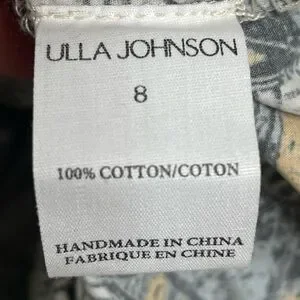 ULLA JOHNSON
8
100% COTTON/COTON
HANDMADE IN CHINA
FABRIQUE EN CHINE